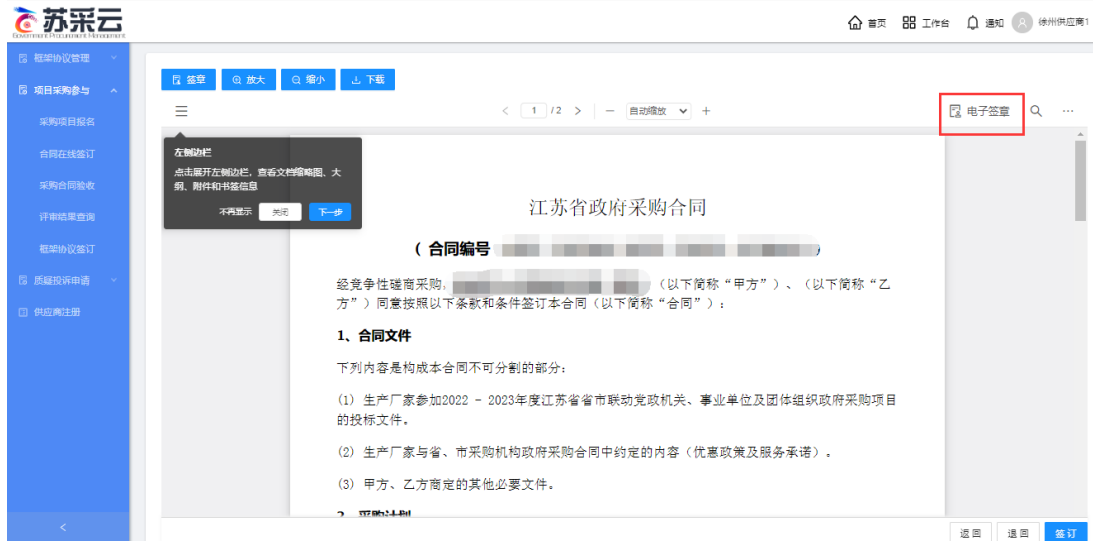 苏采云
Government Procurement Management
首页 工作台 通知 徐州供应商1
框架协议管理
项目采购参与
采购项目报名
合同在线签订
采购合同验收
评审结果查询
框架协议签订
质疑投诉申请
供应商注册
签章 放大 缩小 下载
1 /2 自动缩放 电子签章
左侧边栏
点击展开左侧边栏，查看文档缩略图、大
纲、附件和书签信息
不再显示 关闭 下一步
江苏省政府采购合同
( 合同编号 )
经竞争性磋商采购, （以下简称“甲方”）、（以下简称“乙
方”）同意按照以下条款和条件签订本合同（以下简称“合同”）:
1、合同文件
下列内容是构成本合同不可分割的部分:
(1) 生产厂家参加2022 - 2023年度江苏省省市联动党政机关、事业单位及团体组织政府采购项目
的投标文件。
(2) 生产厂家与省、市采购机构政府采购合同中约定的内容（优惠政策及服务承诺）。
(3) 甲方、乙方商定的其他必要文件。
2、采购计划
返回 退回 签订